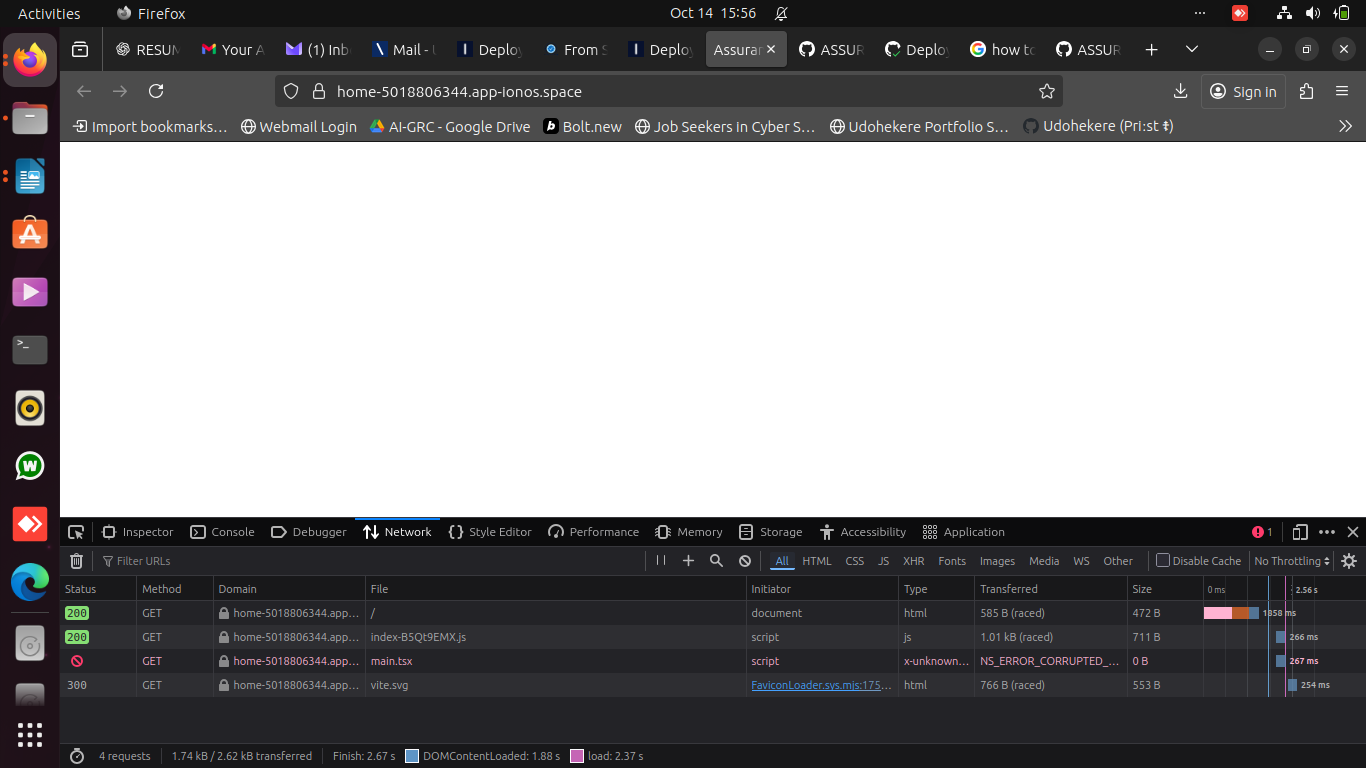 Activities Firefox Oct 14 15:56
RESUM Your A (1) Inb Mail - Deploy From S Deploy Assurar ASSUR Deploy how to ASSUR
home-5018806344.app-ionos.space Sign in
Import bookmarks... Webmail Login AI-GRC - Google Drive Bolt.new Job Seekers in Cyber S... Udohekere Portfolio S... Udohekere (Pri:st ‡)
Inspector Console Debugger Network Style Editor Performance Memory Storage Accessibility Application 1
Filter URLs All HTML CSS JS XHR Fonts Images Media WS Other Disable Cache No Throttling
Status Method Domain File Initiator Type Transferred Size 0 ms 2.56 s
200 GET home-5018806344.app... / document html 585 B (raced) 472 B 1858 ms
200 GET home-5018806344.app... index-B5Qt9EMX.js script js 1.01 kB (raced) 711 B 266 ms
GET home-5018806344.app... main.tsx script x-unknown... NS_ERROR_CORRUPTED_... 0 B 267 ms
300 GET home-5018806344.app... vite.svg FaviconLoader.sys.mjs:175... html 766 B (raced) 553 B 254 ms
4 requests 1.74 kB / 2.62 kB transferred Finish: 2.67 s DOMContentLoaded: 1.88 s load: 2.37 s